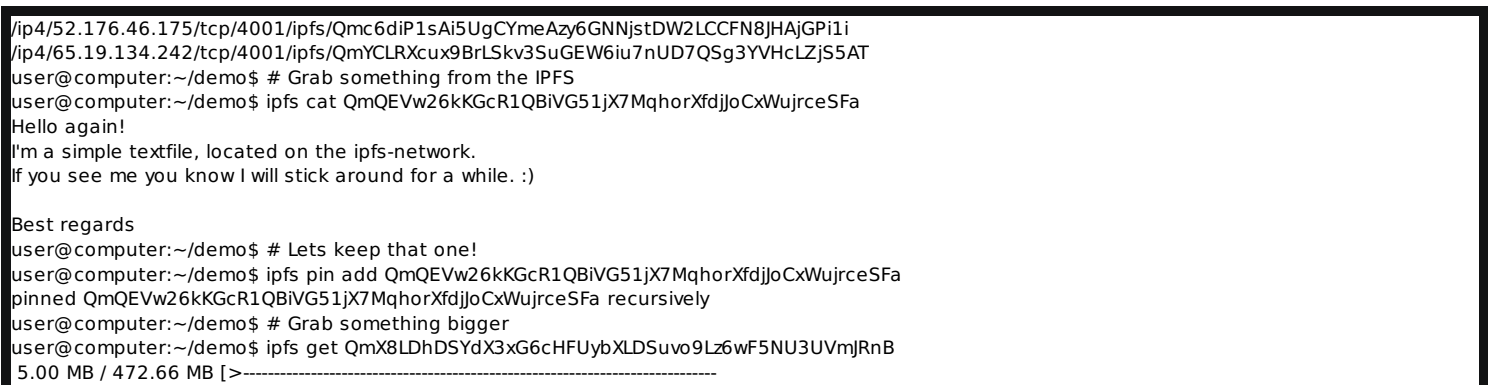 /ip4/52.176.46.175/tcp/4001/ipfs/Qmc6diP1sAi5UgCYmeAzy6GNNjstDW2LCCFN8JHAjGPi1i
/ip4/65.19.134.242/tcp/4001/ipfs/QmYCLRXcux9BrLSkv3SuGEW6iu7nUD7QSg3YVHcLZjS5AT
user@computer:~/demo$ # Grab something from the IPFS
user@computer:~/demo$ ipfs cat QmQEVw26kKGcR1QBiVG51jX7MqhorXfdjJoCxWujrceSFa
Hello again!
I'm a simple textfile, located on the ipfs-network.
If you see me you know I will stick around for a while. :)
Best regards
user@computer:~/demo$ # Lets keep that one!
user@computer:~/demo$ ipfs pin add QmQEVw26kKGcR1QBiVG51jX7MqhorXfdjJoCxWujrceSFa
pinned QmQEVw26kKGcR1QBiVG51jX7MqhorXfdjJoCxWujrceSFa recursively
user@computer:~/demo$ # Grab something bigger
user@computer:~/demo$ ipfs get QmX8LDhDSYdX3xG6cHFUybXLDSuvo9Lz6wF5NU3UVmJRnB
5.00 MB / 472.66 MB [>------------------------------------------------------------------------------